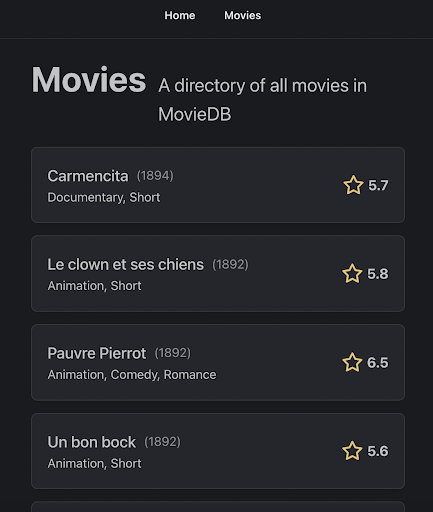 Home Movies
Movies A directory of all movies in
MovieDB
Carmencita (1894)
Documentary, Short
5.7
Le clown et ses chiens (1892)
Animation, Short
5.8
Pauvre Pierrot (1892)
Animation, Comedy, Romance
6.5
Un bon bock (1892)
Animation, Short
5.6